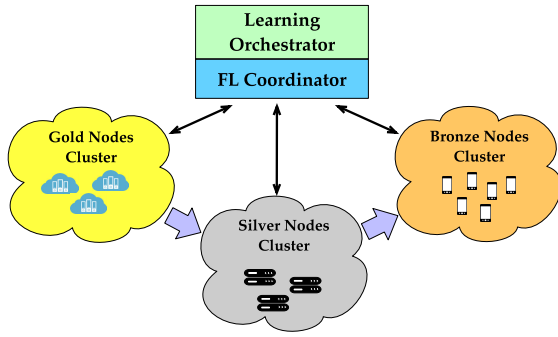 Learning
Orchestrator
FL Coordinator
Gold Nodes
Cluster
Bronze Nodes
Cluster
Silver Nodes
Cluster